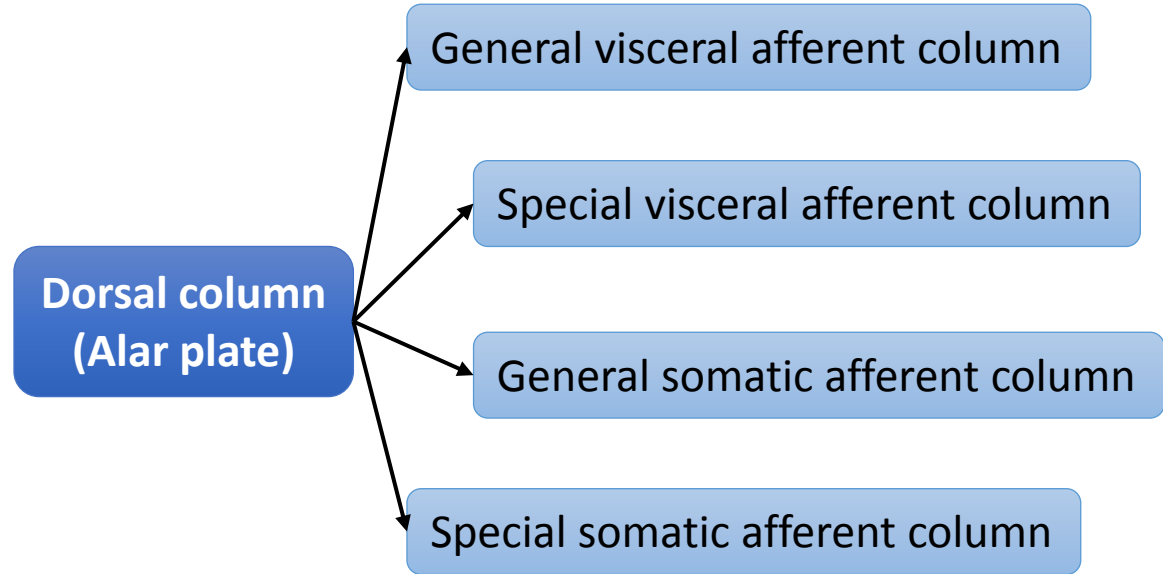 General visceral afferent column
Special visceral afferent column
Dorsal column
(Alar plate)
General somatic afferent column
Special somatic afferent column